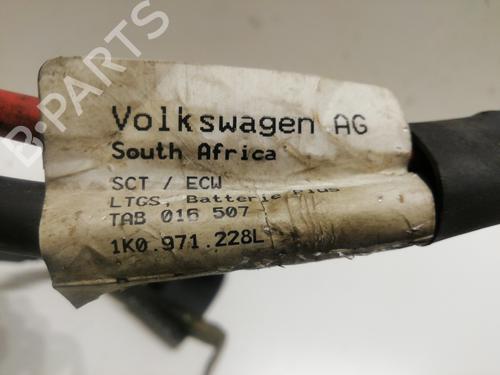 Volkswagen AG
South Africa
SCT / ECW
LTGS, Batterie plus
TAB 016 507
1K0.971.228L
B-PARTS